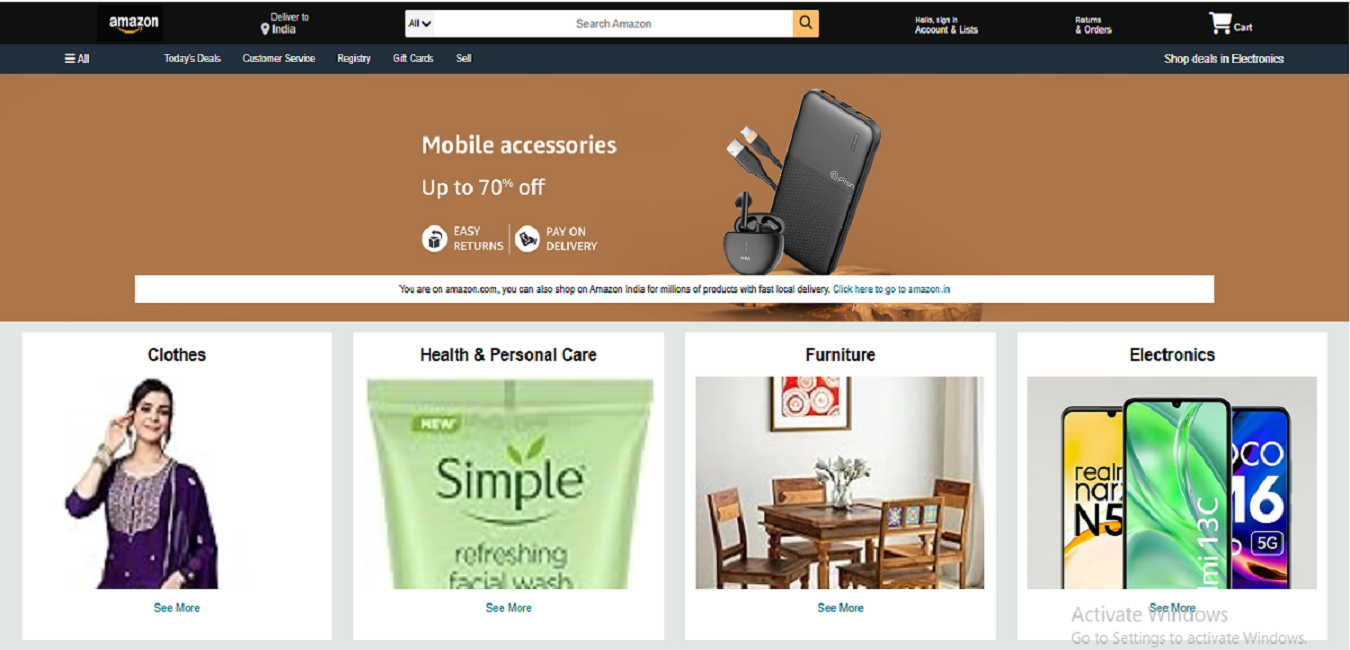 amazon
Deliver to
India
All
Search Amazon
Hello, sign in
Account & Lists
Returns
& Orders
Cart
All
Today's Deals
Customer Service
Registry
Gift Cards
Sell
Shop deals in Electronics
Mobile accessories
Up to 70% off
EASY
RETURNS
PAY ON
DELIVERY
pTron
You are on amazon.com, you can also shop on Amazon India for millions of products with fast local delivery. Click here to go to amazon.in
Clothes
Health & Personal Care
Furniture
Electronics
NEW
Simple
refreshing
facial wash
realr
nar
N5
mi 13C
OCO
16
5G
See More
See More
See More
See More
Activate Windows
Go to Settings to activate Windows.